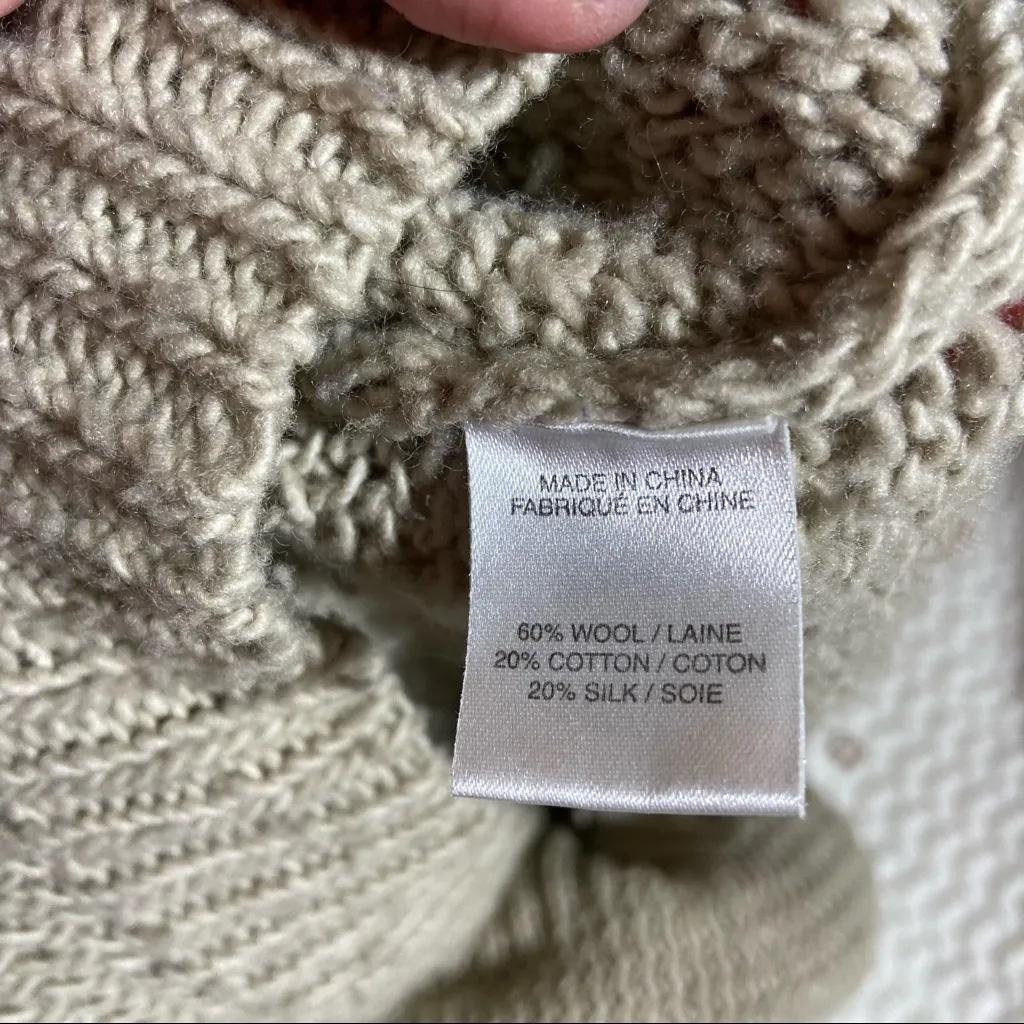 MADE IN CHINA
FABRIQUÉ EN CHINE
60% WOOL / LAINE
20% COTTON / COTON
20% SILK / SOIE